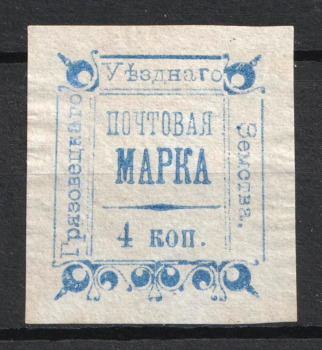 Грязовецкаго
Уѣзднаго
Земства.
ПОЧТОВАЯ
МАРКА
4 коп.